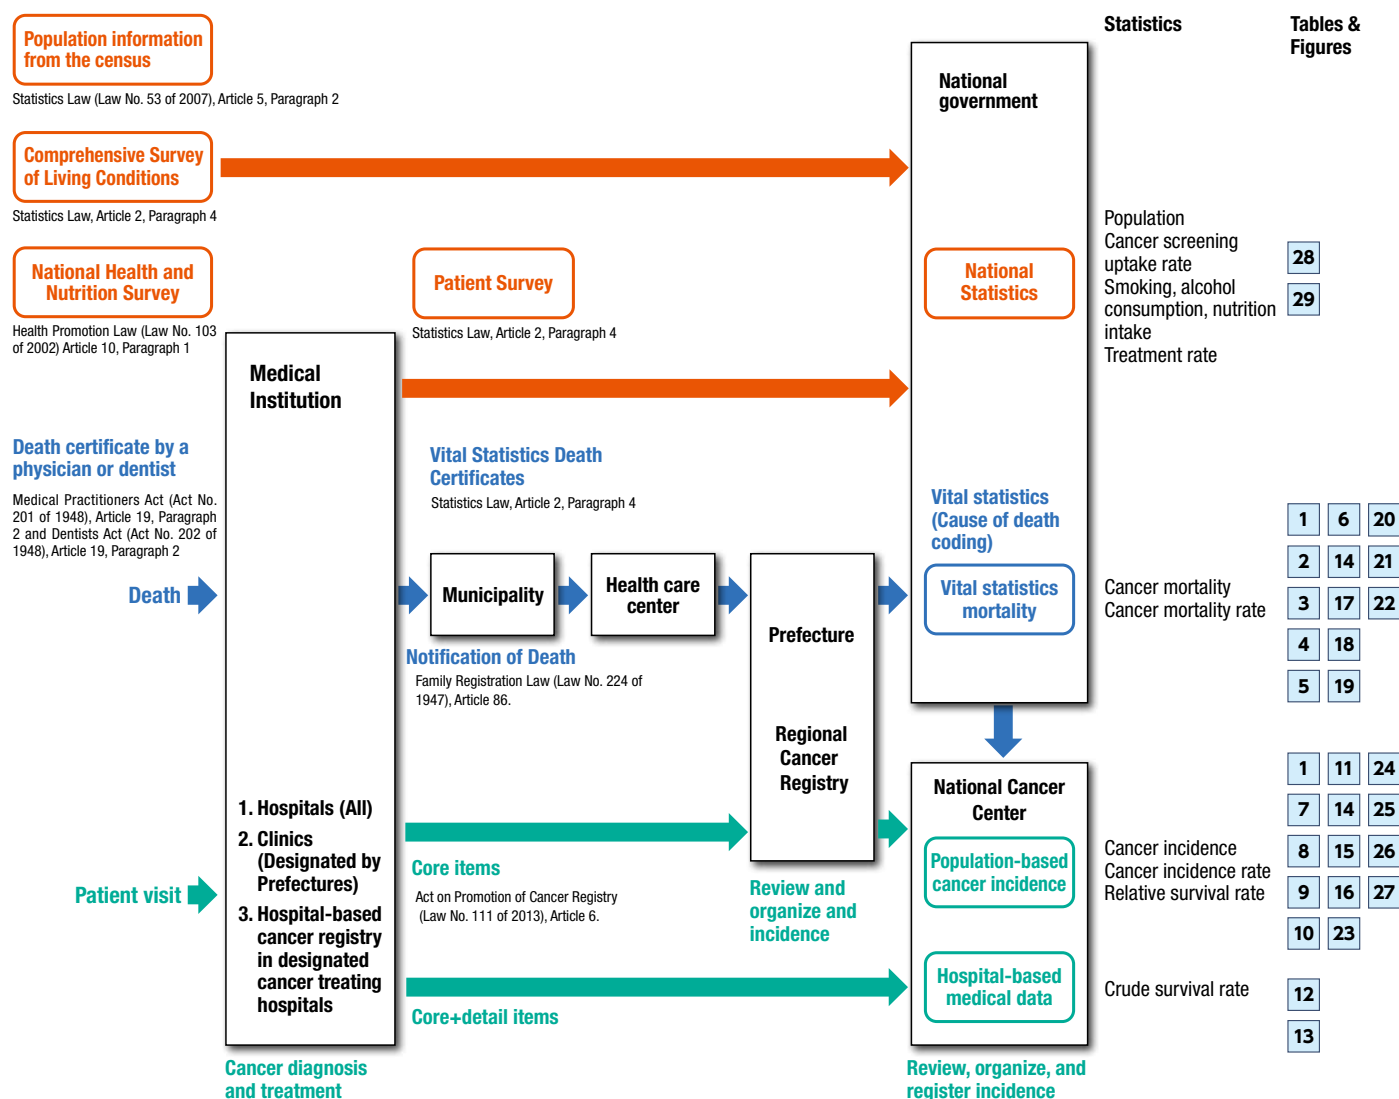 Statistics
Tables &
Figures
Population information
from the census
Statistics Law (Law No. 53 of 2007), Article 5, Paragraph 2
Comprehensive Survey
of Living Conditions
Statistics Law, Article 2, Paragraph 4
National Health and
Nutrition Survey
Health Promotion Law (Law No. 103
of 2002) Article 10, Paragraph 1
Patient Survey
Statistics Law, Article 2, Paragraph 4
National
government
National
Statistics
Population
Cancer screening
uptake rate
Smoking, alcohol
consumption, nutrition
intake
Treatment rate
28
29
Medical
Institution
Death certificate by a
physician or dentist
Medical Practitioners Act (Act No.
201 of 1948), Article 19, Paragraph
2 and Dentists Act (Act No. 202 of
1948), Article 19, Paragraph 2
Death
Vital Statistics Death
Certificates
Statistics Law, Article 2, Paragraph 4
Municipality
Health care
center
Notification of Death
Family Registration Law (Law No. 224 of
1947), Article 86.
Prefecture
Regional
Cancer
Registry
Vital statistics
(Cause of death
coding)
Vital statistics
mortality
Cancer mortality
Cancer mortality rate
1 6 20
2 14 21
3 17 22
4 18
5 19
Patient visit
1. Hospitals (All)
2. Clinics
(Designated by
Prefectures)
3. Hospital-based
cancer registry
in designated
cancer treating
hospitals
Core items
Act on Promotion of Cancer Registry
(Law No. 111 of 2013), Article 6.
Review and
organize and
incidence
Core+detail items
National Cancer
Center
Population-based
cancer incidence
Hospital-based
medical data
Cancer incidence
Cancer incidence rate
Relative survival rate
1 11 24
7 14 25
8 15 26
9 16 27
10 23
Crude survival rate
12
13
Cancer diagnosis
and treatment
Review, organize, and
register incidence